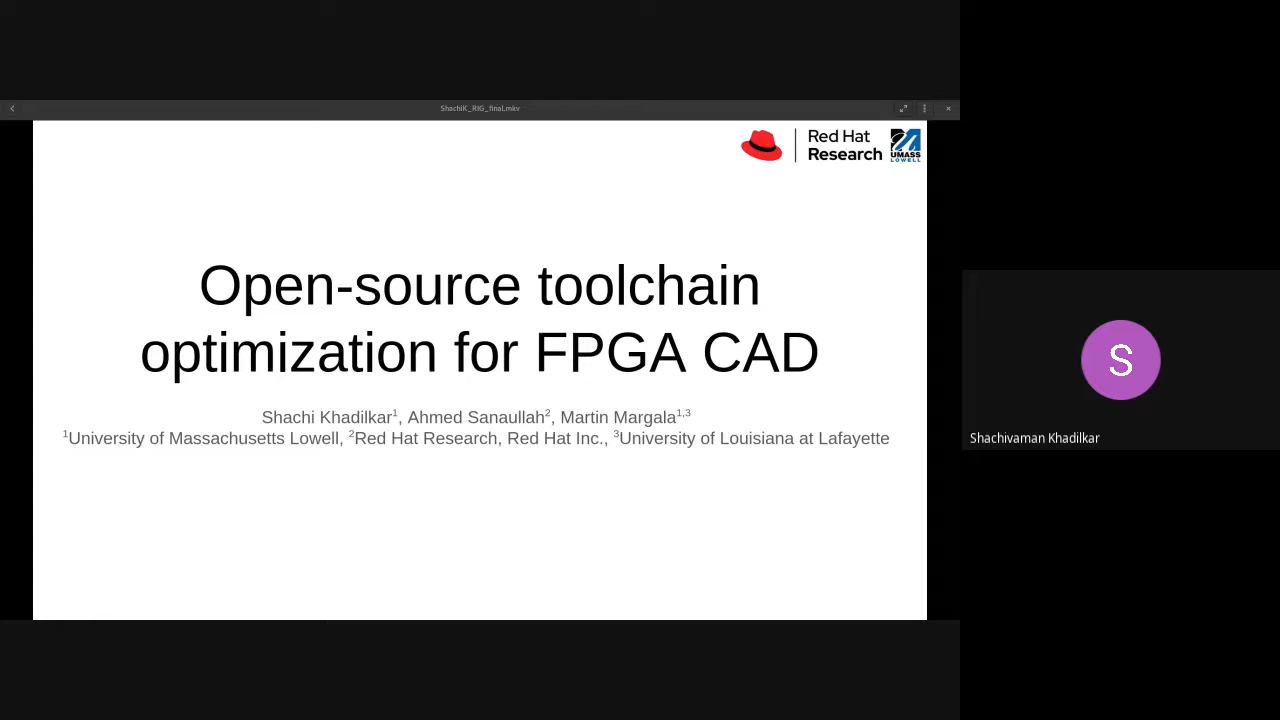 ShachiK_RIG_final.mkv
Red Hat
Research
UMASS
LOWELL
Open-source toolchain
optimization for FPGA CAD
Shachi Khadilkar1, Ahmed Sanaullah2, Martin Margala1,3
1University of Massachusetts Lowell, 2Red Hat Research, Red Hat Inc., 3University of Louisiana at Lafayette
S
Shachivaman Khadilkar